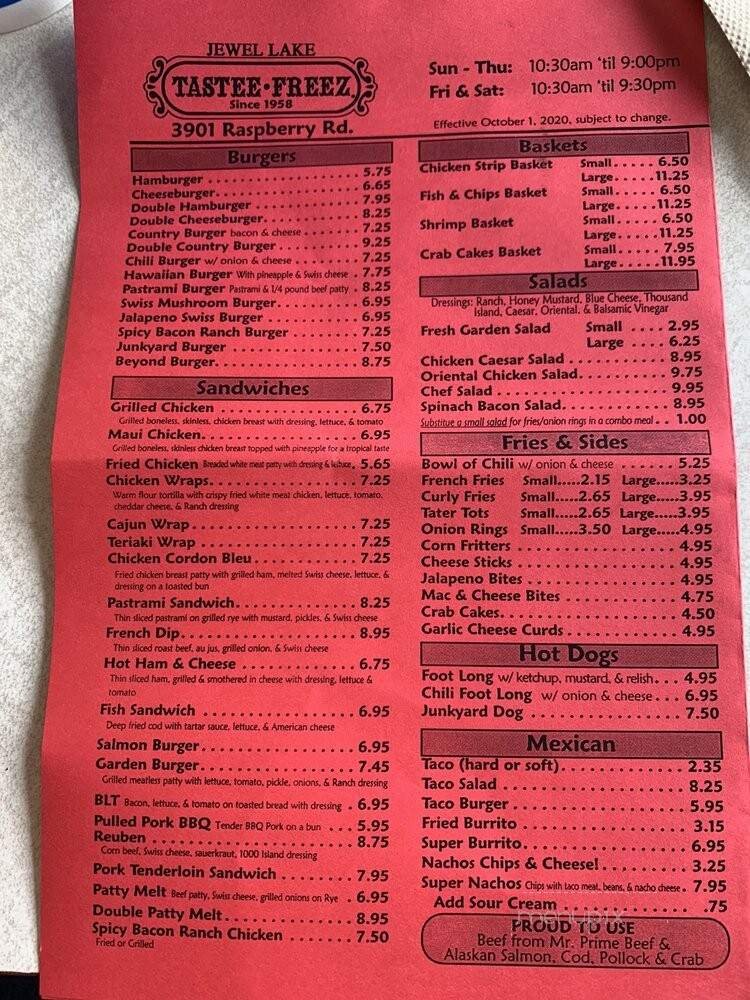 JEWEL LAKE
TASTEE·FREEZ
Since 1958
3901 Raspberry Rd.
Sun - Thu: 10:30am 'til 9:00pm
Fri & Sat: 10:30am 'til 9:30pm
Effective October 1, 2020, subject to change.
Burgers
Hamburger 5.75
Cheeseburger 6.65
Double Hamburger 7.95
Double Cheeseburger 8.25
Country Burger bacon & cheese 7.25
Double Country Burger 9.25
Chili Burger w/ onion & cheese 7.25
Hawaiian Burger With pineapple & Swiss cheese 7.75
Pastrami Burger Pastrami & 1/4 pound beef patty 8.25
Swiss Mushroom Burger 6.95
Jalapeno Swiss Burger 6.95
Spicy Bacon Ranch Burger 7.25
Junkyard Burger 7.50
Beyond Burger 8.75
Sandwiches
Grilled Chicken 6.75
Grilled boneless, skinless, chicken breast with dressing, lettuce, & tomato
Maui Chicken 6.95
Grilled boneless, skinless chicken breast topped with pineapple for a tropical taste
Fried Chicken Breaded white meat patty with dressing & lettuce 5.65
Chicken Wraps 7.25
Warm flour tortilla with crispy fried white meat chicken, lettuce, tomato,
cheddar cheese, & Ranch dressing
Cajun Wrap 7.25
Teriaki Wrap 7.25
Chicken Cordon Bleu 7.25
Fried chicken breast patty with grilled ham, melted Swiss cheese, lettuce, &
dressing on a toasted bun
Pastrami Sandwich 8.25
Thin sliced pastrami on grilled rye with mustard, pickles, & Swiss cheese
French Dip 8.95
Thin sliced roast beef, au jus, grilled onion, & Swiss cheese
Hot Ham & Cheese 6.75
Thin sliced ham, grilled & smothered in cheese with dressing, lettuce &
tomato
Fish Sandwich 6.95
Deep fried cod with tartar sauce, lettuce, & American cheese
Salmon Burger 6.95
Garden Burger 7.45
Grilled meatless patty with lettuce, tomato, pickle, onions, & Ranch dressing
BLT Bacon, lettuce, & tomato on toasted bread with dressing 6.95
Pulled Pork BBQ Tender BBQ Pork on a bun 5.95
Reuben 8.75
Corn beef, Swiss cheese, sauerkraut, 1000 Island dressing
Pork Tenderloin Sandwich 7.95
Patty Melt Beef patty, Swiss cheese, grilled onions on Rye 6.95
Double Patty Melt 8.95
Spicy Bacon Ranch Chicken 7.50
Fried or Grilled
Baskets
Chicken Strip Basket Small 6.50
Large 11.25
Fish & Chips Basket Small 6.50
Large 11.25
Shrimp Basket Small 6.50
Large 11.25
Crab Cakes Basket Small 7.95
Large 11.95
Salads
Dressings: Ranch, Honey Mustard, Blue Cheese, Thousand
Island, Caesar, Oriental, & Balsamic Vinegar
Fresh Garden Salad Small 2.95
Large 6.25
Chicken Caesar Salad 8.95
Oriental Chicken Salad 9.75
Chef Salad 9.95
Spinach Bacon Salad 8.95
Substitue a small salad for fries/onion rings in a combo meal 1.00
Fries & Sides
Bowl of Chili w/ onion & cheese 5.25
French Fries Small 2.15 Large 3.25
Curly Fries Small 2.65 Large 3.95
Tater Tots Small 2.65 Large 3.95
Onion Rings Small 3.50 Large 4.95
Corn Fritters 4.95
Cheese Sticks 4.95
Jalapeno Bites 4.95
Mac & Cheese Bites 4.75
Crab Cakes 4.50
Garlic Cheese Curds 4.95
Hot Dogs
Foot Long w/ ketchup, mustard, & relish 4.95
Chili Foot Long w/ onion & cheese 6.95
Junkyard Dog 7.50
Mexican
Taco (hard or soft) 2.35
Taco Salad 8.25
Taco Burger 5.95
Fried Burrito 3.15
Super Burrito 6.95
Nachos Chips & Cheese! 3.25
Super Nachos Chips with taco meat, beans, & nacho cheese 7.95
Add Sour Cream .75
menupix
PROUD TO USE
Beef from Mr. Prime Beef &
Alaskan Salmon, Cod, Pollock & Crab